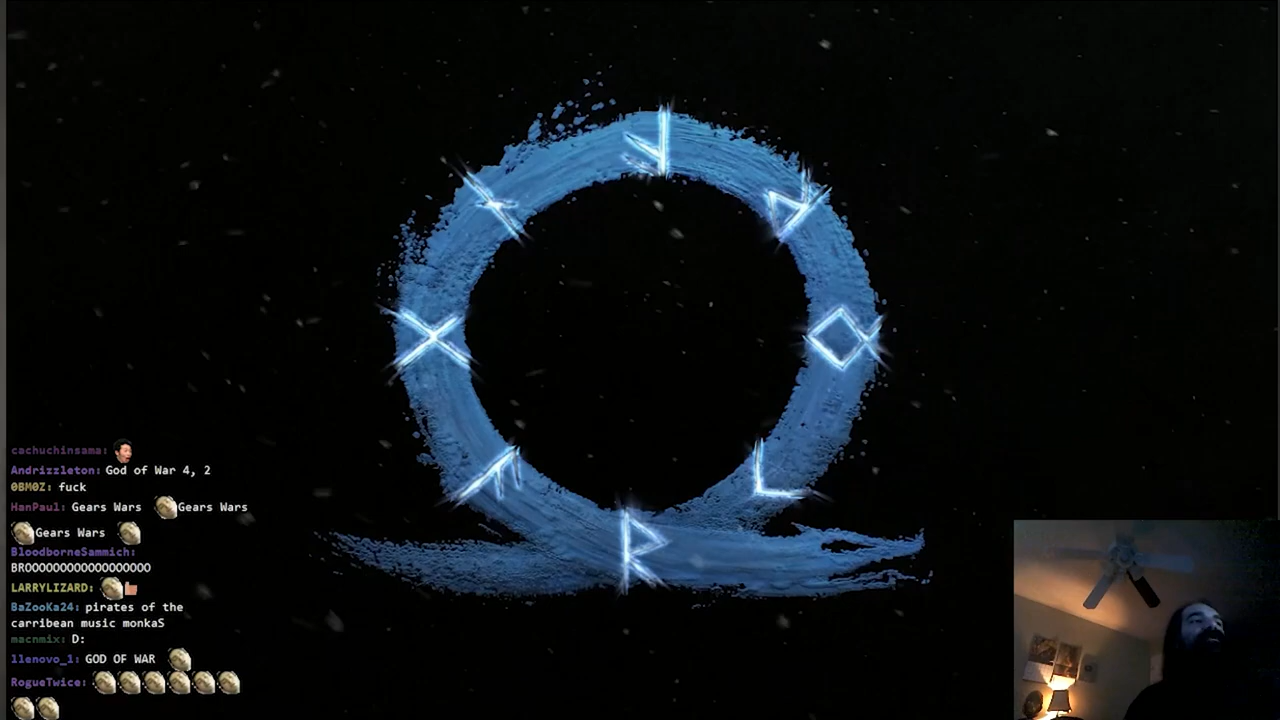 cachuchinsama:
Andrizzleton: God of War 4, 2
0BM0Z: fuck
HanPaul: Gears Wars Gears Wars
Gears Wars
BloodborneSammich:
BROOOOOOOOOOOOOOOOOO
LARRYLIZARD:
BaZooKa24: pirates of the
carribean music monkaS
macnmix: D:
llenovo_1: GOD OF WAR
RogueTwice: